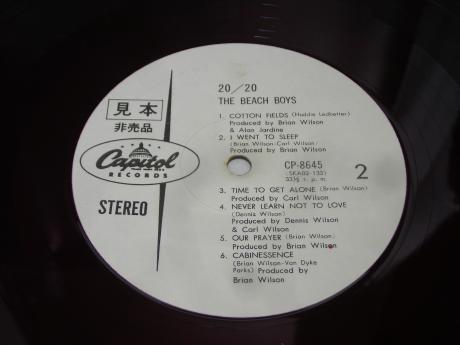 20/20
THE BEACH BOYS
見本
非売品
Capitol
RECORDS
STEREO
1. COTTON FIELDS (Huddie Ledbetter)
Produced by Brian Wilson
& Alan Jardine
2. I WENT TO SLEEP
(Brian Wilson-Carl Wilson)
Produced by Brian Wilson
CP-8645
(SKAO2-133)
33⅓ r. p. m.
2
3. TIME TO GET ALONE (Brian Wilson)
Produced by Carl Wilson
4. NEVER LEARN NOT TO LOVE
(Dennis Wilson)
Produced by Dennis Wilson
& Carl Wilson
5. OUR PRAYER (Brian Wilson)
Produced by Brian Wilson
6. CABINESSENCE
(Brian Wilson-Van Dyke
Parks) Produced by
Brian Wilson